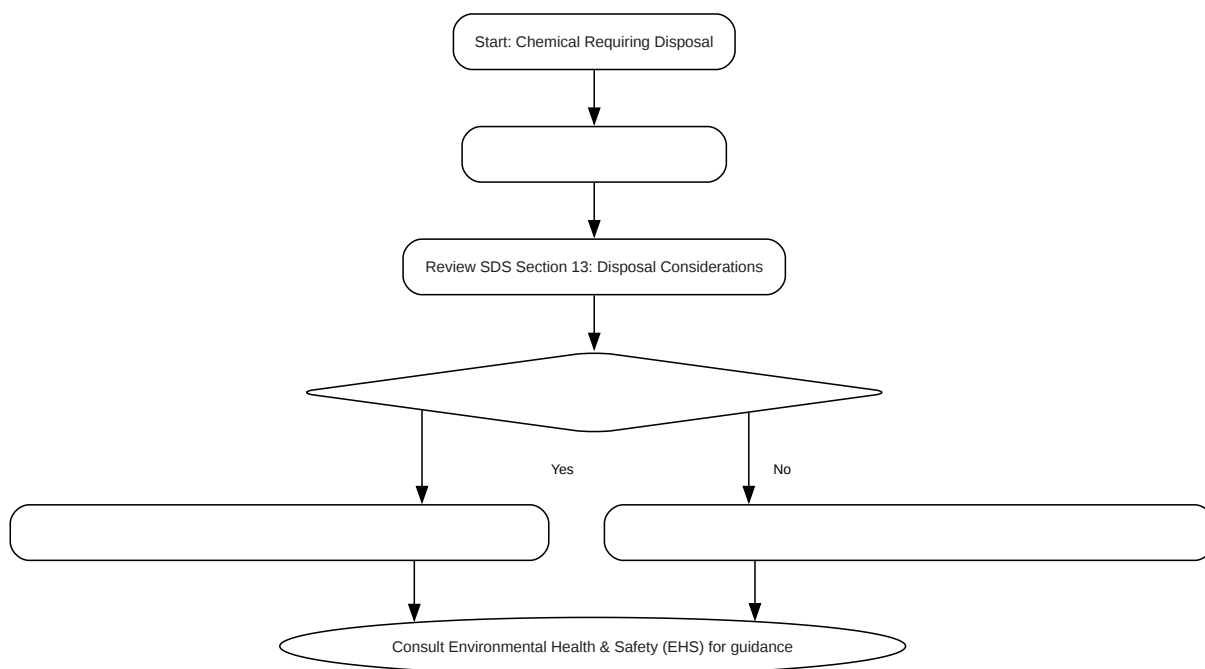 Start: Chemical Requiring Disposal
Review SDS Section 13: Disposal Considerations
Yes
No
Consult Environmental Health & Safety (EHS) for guidance